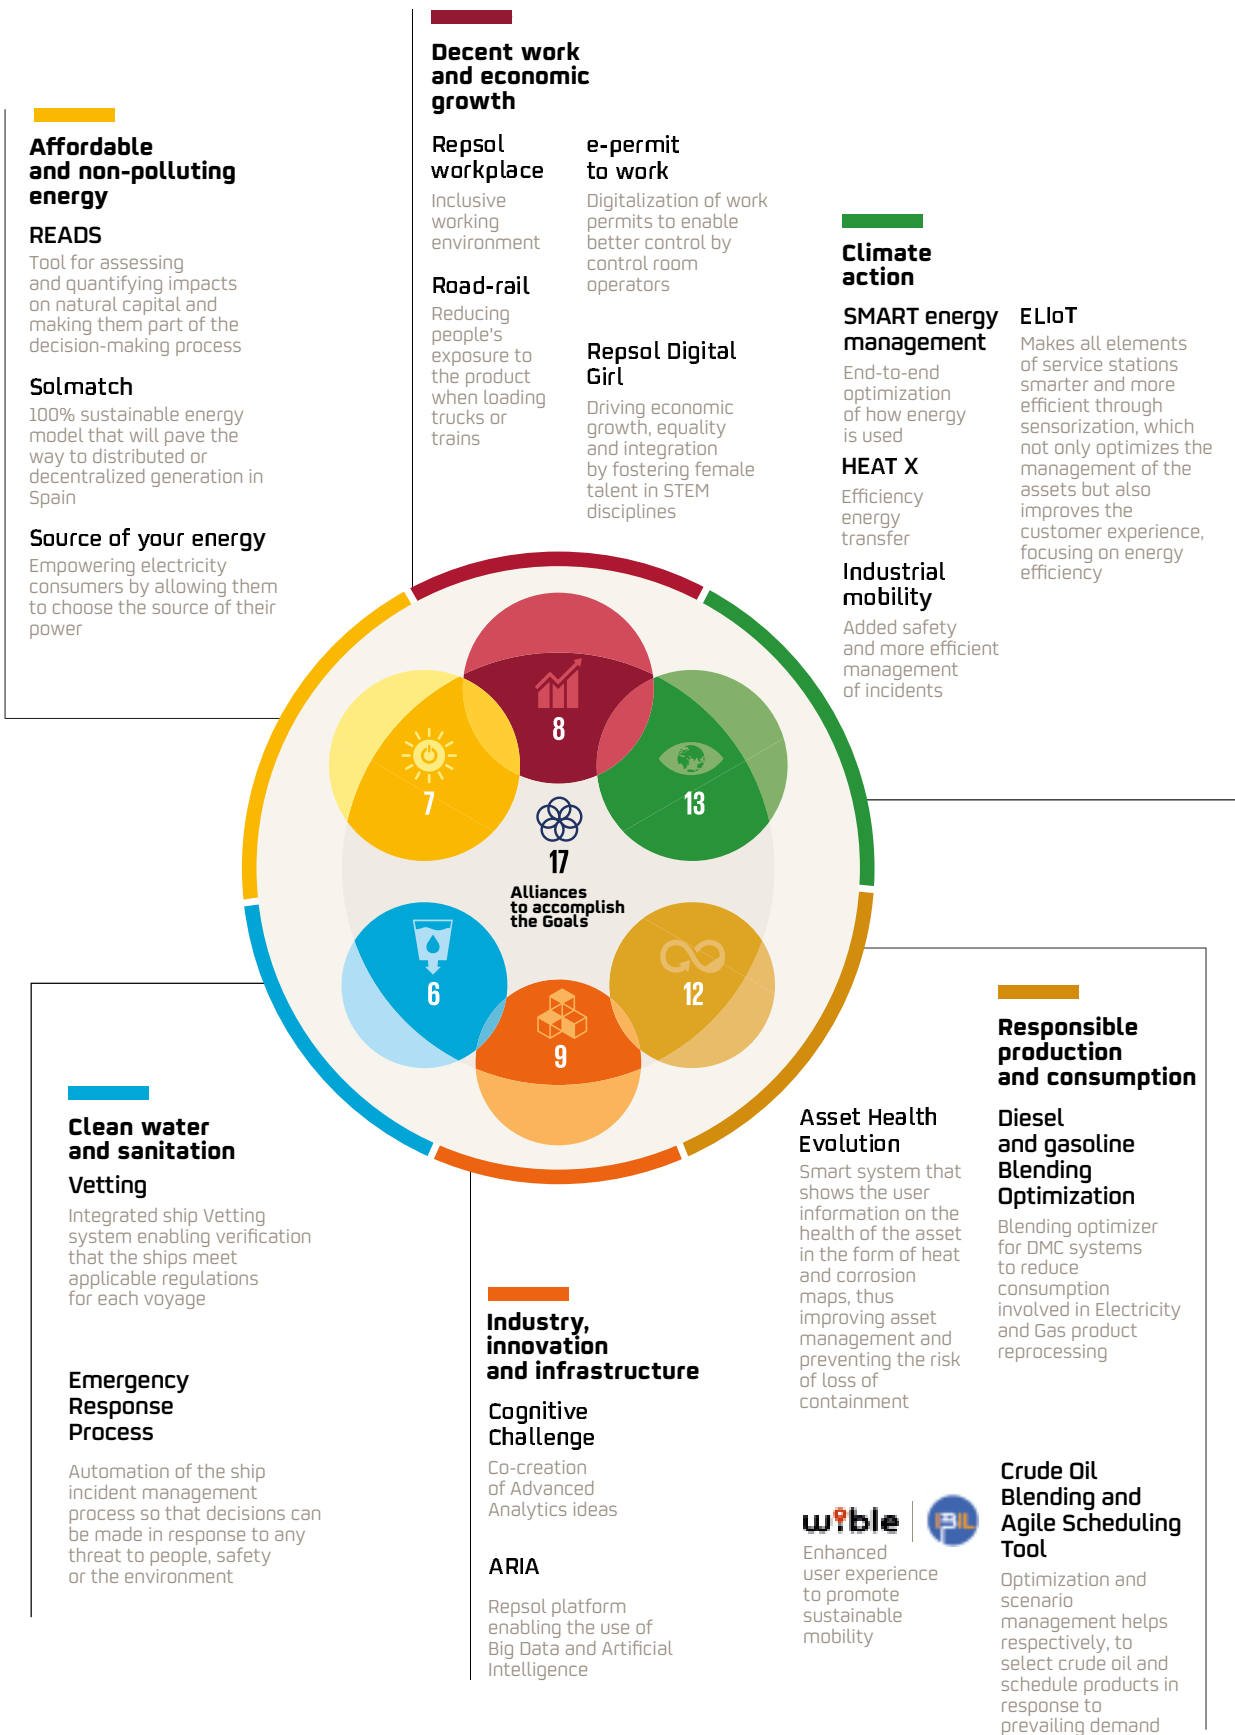 Decent work
and economic
growth
Repsol
workplace
Inclusive
working
environment
Road-rail
Reducing
people's
exposure to
the product
when loading
trucks or
trains
e-permit
to work
Digitalization of work
permits to enable
better control by
control room
operators
Repsol Digital
Girl
Driving economic
growth, equality
and integration
by fostering female
talent in STEM
disciplines
Affordable
and non-polluting
energy
READS
Tool for assessing
and quantifying impacts
on natural capital and
making them part of the
decision-making process
Solmatch
100% sustainable energy
model that will pave the
way to distributed or
decentralized generation in
Spain
Source of your energy
Empowering electricity
consumers by allowing them
to choose the source of their
power
Climate
action
SMART energy
management
End-to-end
optimization
of how energy
is used
HEAT X
Efficiency
energy
transfer
Industrial
mobility
Added safety
and more efficient
management
of incidents
ELIoT
Makes all elements
of service stations
smarter and more
efficient through
sensorization, which
not only optimizes the
management of the
assets but also
improves the
customer experience,
focusing on energy
efficiency
8
7
13
17
Alliances
to accomplish
the Goals
6
12
9
Clean water
and sanitation
Vetting
Integrated ship Vetting
system enabling verification
that the ships meet
applicable regulations
for each voyage
Emergency
Response
Process
Automation of the ship
incident management
process so that decisions can
be made in response to any
threat to people, safety
or the environment
Industry,
innovation
and infrastructure
Cognitive
Challenge
Co-creation
of Advanced
Analytics ideas
ARIA
Repsol platform
enabling the use of
Big Data and Artificial
Intelligence
Responsible
production
and consumption
Asset Health
Evolution
Smart system that
shows the user
information on the
health of the asset
in the form of heat
and corrosion
maps, thus
improving asset
management and
preventing the risk
of loss of
containment
wible
IBIL
Enhanced
user experience
to promote
sustainable
mobility
Diesel
and gasoline
Blending
Optimization
Blending optimizer
for DMC systems
to reduce
consumption
involved in Electricity
and Gas product
reprocessing
Crude Oil
Blending and
Agile Scheduling
Tool
Optimization and
scenario
management helps
respectively, to
select crude oil and
schedule products in
response to
prevailing demand